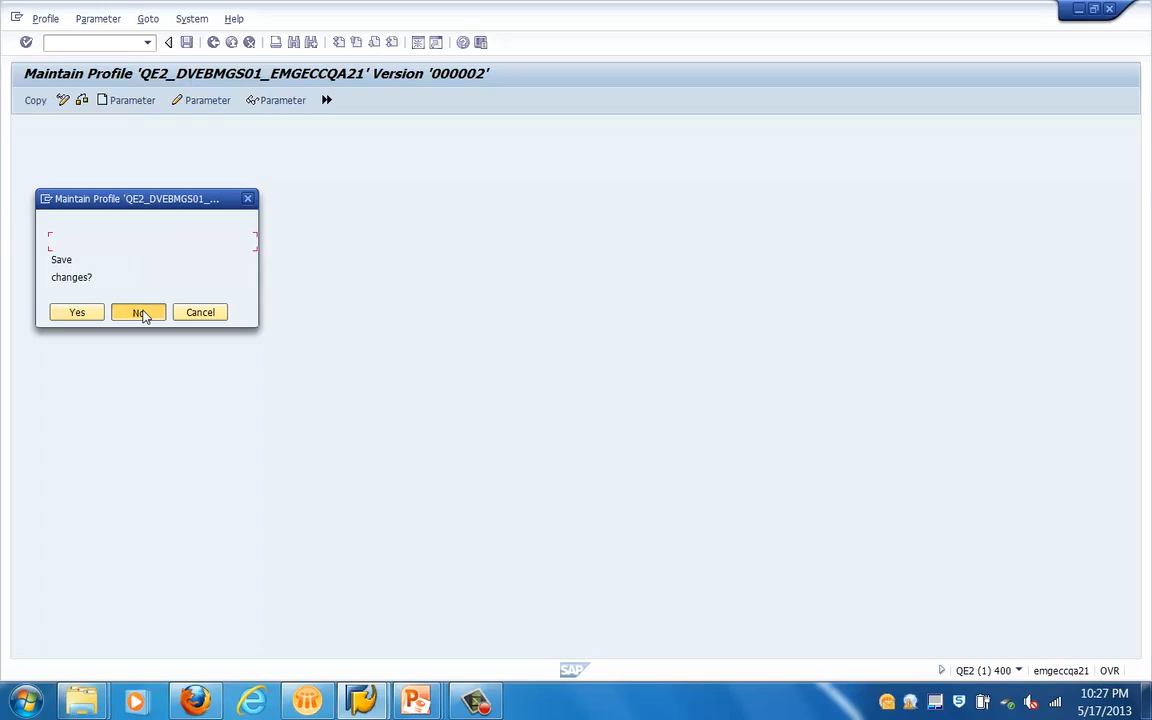 Profile Parameter Goto System Help
Maintain Profile 'QE2_DVEBMGS01_EMGECCQA21' Version '000002'
Copy Parameter Parameter Parameter
Maintain Profile 'QE2_DVEBMGS01_...
Save
changes?
Yes No Cancel
SAP
QE2 (1) 400 emgeccqa21 OVR
10:27 PM
5/17/2013